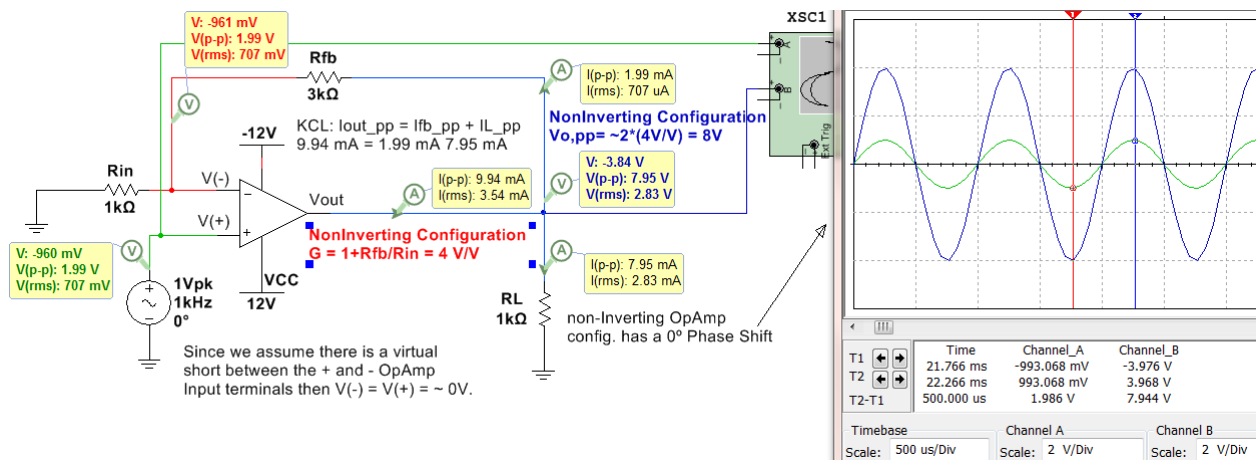 V: -961 mV
V(p-p): 1.99 V
V(rms): 707 mV
Rfb
3kΩ
A
I(p-p): 1.99 mA
I(rms): 707 uA
XSC1
A
B
Ext Trig
V
KCL: Iout_pp = Ifb_pp + IL_pp
9.94 mA = 1.99 mA 7.95 mA
NonInverting Configuration
Vo,pp= ~2*(4V/V) = 8V
-12V
Rin
1kΩ
V(-)
V(+)
Vout
A
I(p-p): 9.94 mA
I(rms): 3.54 mA
V
V: -3.84 V
V(p-p): 7.95 V
V(rms): 2.83 V
NonInverting Configuration
G = 1+Rfb/Rin = 4 V/V
V: -960 mV
V(p-p): 1.99 V
V(rms): 707 mV
V
VCC
12V
1Vpk
1kHz
0°
A
I(p-p): 7.95 mA
I(rms): 2.83 mA
RL
1kΩ
non-Inverting OpAmp
config. has a 0º Phase Shift
Since we assume there is a virtual
short between the + and - OpAmp
Input terminals then V(-) = V(+) = ~ 0V.
1
2
Time Channel_A Channel_B
T1 21.766 ms -993.068 mV -3.976 V
T2 22.266 ms 993.068 mV 3.968 V
T2-T1 500.000 us 1.986 V 7.944 V
Timebase
Scale: 500 us/Div
Channel A
Scale: 2 V/Div
Channel B
Scale: 2 V/Div